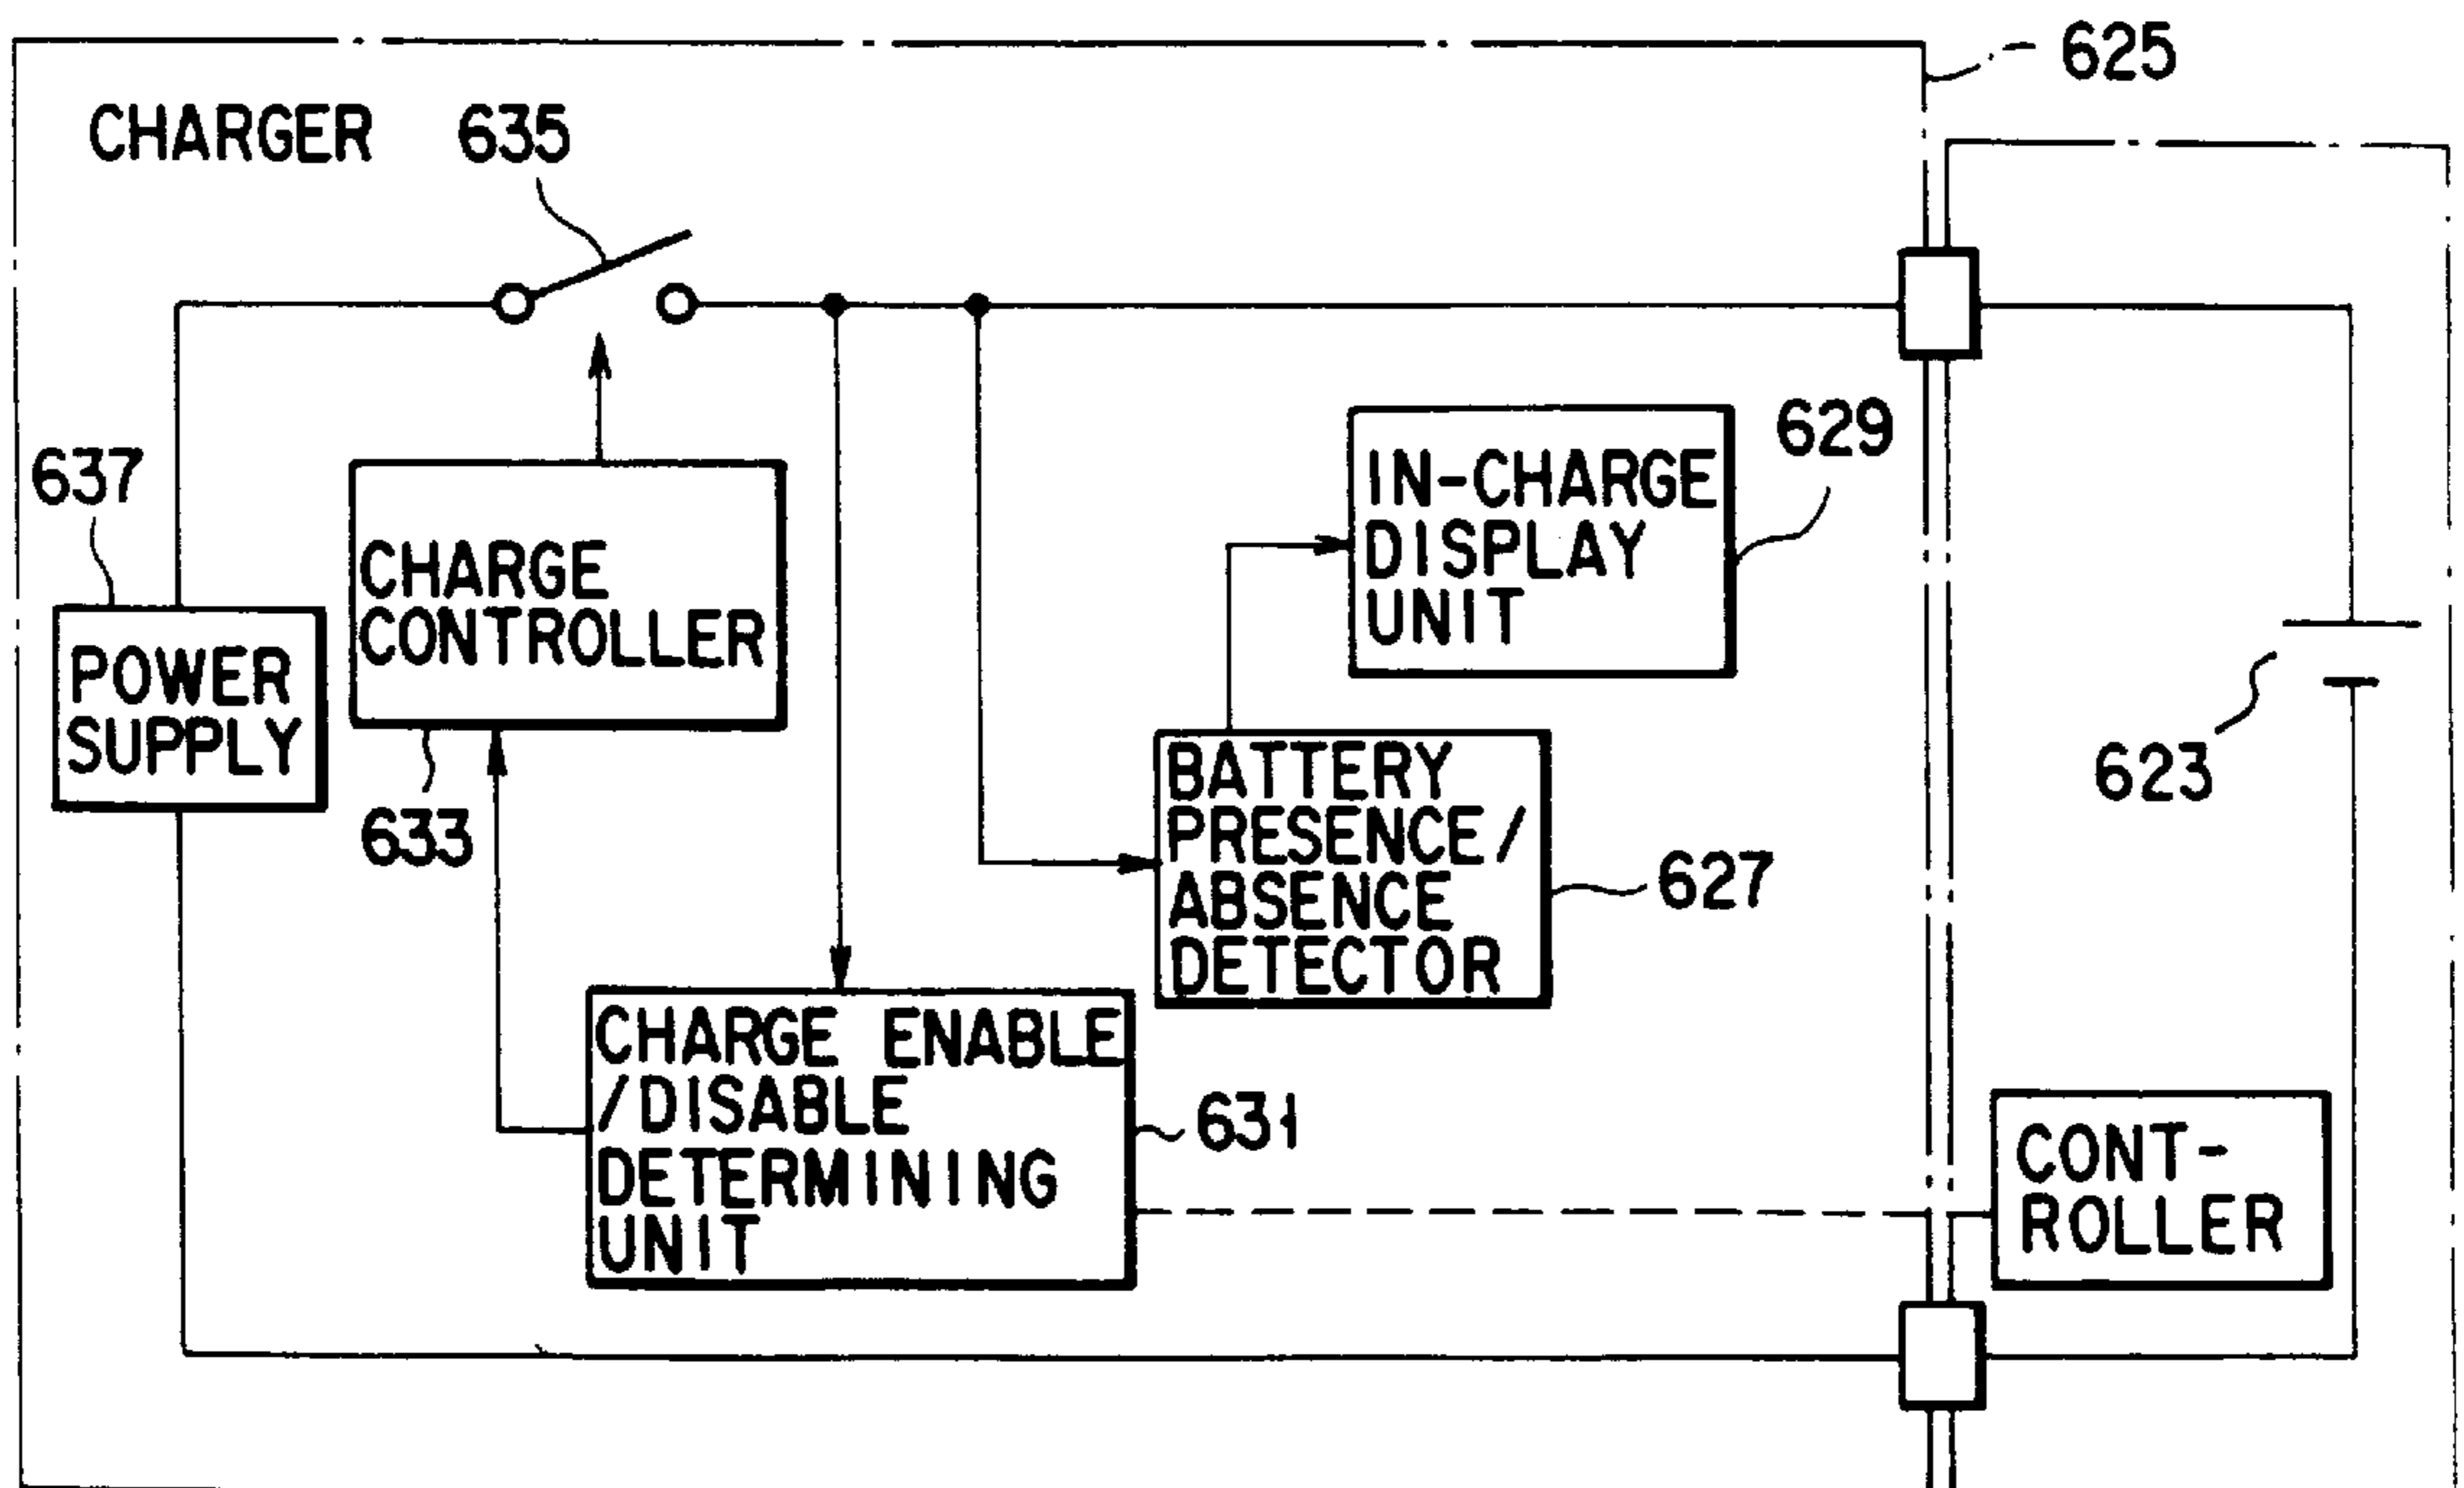 625
CHARGER
635
637
CHARGE
CONTROLLER
IN-CHARGE
DISPLAY
UNIT
629
POWER
SUPPLY
633
BATTERY
PRESENCE/
ABSENCE
DETECTOR
623
627
CHARGE ENABLE
/DISABLE
DETERMINING
UNIT
631
CONT-
ROLLER